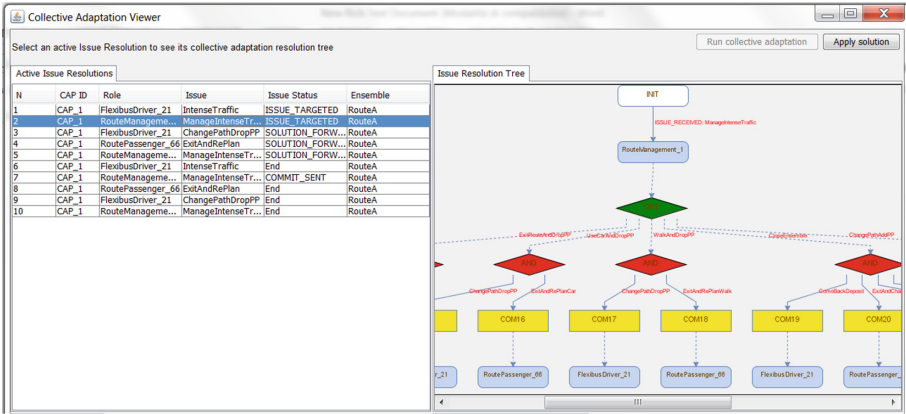 Collective Adaptation Viewer
Select an active Issue Resolution to see its collective adaptation resolution tree
Run collective adaptation
Apply solution
Active Issue Resolutions
N CAP ID Role Issue Issue Status Ensemble
1 CAP_1 FlexibusDriver_21 IntenseTraffic ISSUE_TARGETED RouteA
2 CAP_1 RouteManageme... ManageIntenseTr... ISSUE_TARGETED RouteA
3 CAP_1 FlexibusDriver_21 ChangePathDropPP SOLUTION_FORW... RouteA
4 CAP_1 RoutePassenger_66 ExitAndRePlan SOLUTION_FORW... RouteA
5 CAP_1 RouteManageme... ManageIntenseTr... SOLUTION_FORW... RouteA
6 CAP_1 FlexibusDriver_21 IntenseTraffic End RouteA
7 CAP_1 RouteManageme... ManageIntenseTr... COMMIT_SENT RouteA
8 CAP_1 RoutePassenger_66 ExitAndRePlan End RouteA
9 CAP_1 FlexibusDriver_21 ChangePathDropPP End RouteA
10 CAP_1 RouteManageme... ManageIntenseTr... End RouteA
Issue Resolution Tree
INIT
ISSUE_RECEIVED: ManageIntenseTraffic
RouteManagement_1
ExitRouteAndDropPP UseCarAndDropPP WalkAndDropPP ChangePathAddPP
AND AND AND AND
ChangePathDropPP ExitAndRePlanCar ChangePathDropPP ExitAndRePlanWalk ComeBackDeposit
COM16 COM17 COM18 COM19 COM20
r_21 RoutePassenger_66 FlexibusDriver_21 RoutePassenger_66 FlexibusDriver_21 RoutePassenger_